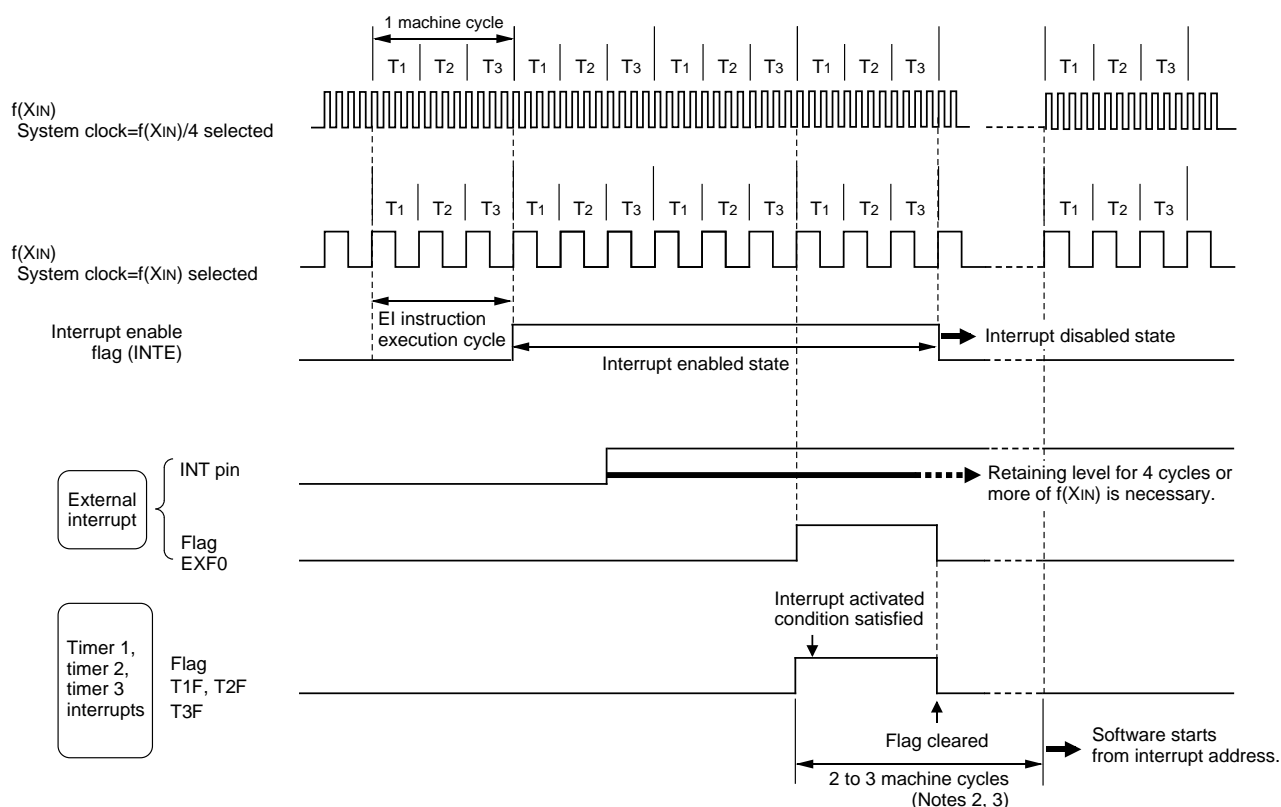 1 machine cycle
T1 T2 T3 T1 T2 T3 T1 T2 T3 T1 T2 T3 T1 T2 T3
f(XIN)
System clock=f(XIN)/4 selected
T1 T2 T3 T1 T2 T3 T1 T2 T3 T1 T2 T3 T1 T2 T3
f(XIN)
System clock=f(XIN) selected
EI instruction
execution cycle
Interrupt enable
flag (INTE)
Interrupt enabled state
Interrupt disabled state
External
interrupt
INT pin
Retaining level for 4 cycles or
more of f(XIN) is necessary.
Flag
EXF0
Interrupt activated
condition satisfied
Timer 1,
timer 2,
timer 3
interrupts
Flag
T1F, T2F
T3F
Flag cleared
2 to 3 machine cycles
(Notes 2, 3)
Software starts
from interrupt address.